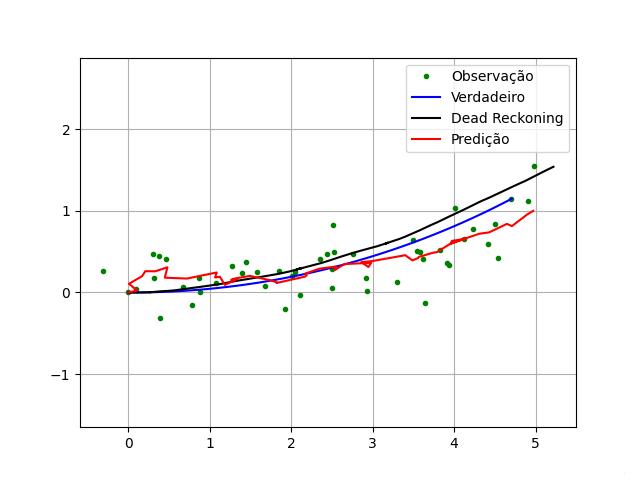 Observação
Verdadeiro
Dead Reckoning
Predição
2
1
0
−1
0 1 2 3 4 5